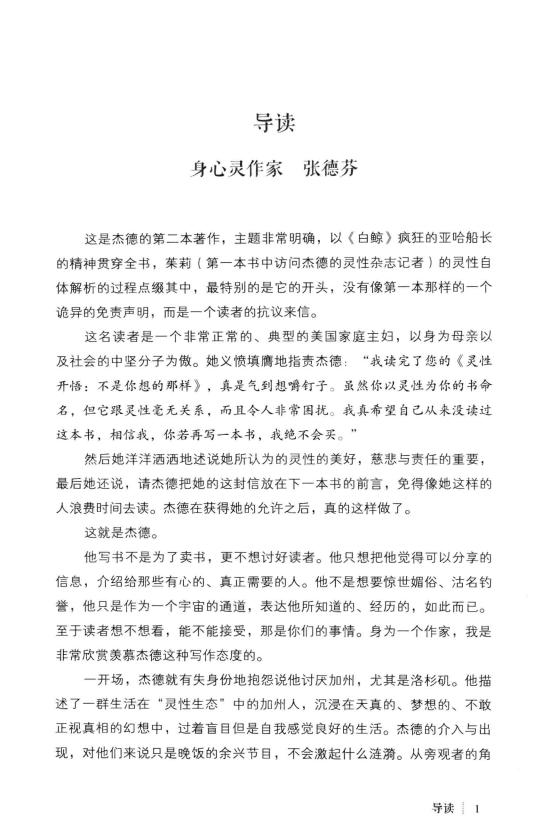 导读
身心灵作家　张德芬
这是杰德的第二本著作，主题非常明确，以《白鲸》疯狂的亚哈船长
的精神贯穿全书，茱莉（第一本书中访问杰德的灵性杂志记者）的灵性自
体解析的过程点缀其中，最特别的是它的开头，没有像第一本那样的一个
诡异的免责声明，而是一个读者的抗议来信。
这名读者是一个非常正常的、典型的美国家庭主妇，以身为母亲以
及社会的中坚分子为傲。她义愤填膺地指责杰德：“我读完了您的《灵性
开悟：不是你想的那样》，真是气到想嚼钉子。虽然你以灵性为你的书命
名，但它跟灵性毫无关系，而且令人非常困扰。我真希望自己从来没读过
这本书，相信我，你若再写一本书，我绝不会买。”
然后她洋洋洒洒地述说她所认为的灵性的美好，慈悲与责任的重要，
最后她还说，请杰德把她的这封信放在下一本书的前言，免得像她这样的
人浪费时间去读。杰德在获得她的允许之后，真的这样做了。
这就是杰德。
他写书不是为了卖书，更不想讨好读者。他只想把他觉得可以分享的
信息，介绍给那些有心的、真正需要的人。他不是想要惊世媚俗、沽名钓
誉，他只是作为一个宇宙的通道，表达他所知道的、经历的，如此而已。
至于读者想不想看，能不能接受，那是你们的事情。身为一个作家，我是
非常欣赏羡慕杰德这种写作态度的。
一开场，杰德就有失身份地抱怨说他讨厌加州，尤其是洛杉矶。他描
述了一群生活在“灵性生态”中的加州人，沉浸在天真的、梦想的、不敢
正视真相的幻想中，过着盲目但是自我感觉良好的生活。杰德的介入与出
现，对他们来说只是晚饭的余兴节目，不会激起什么涟漪。从旁观者的角
导读 1